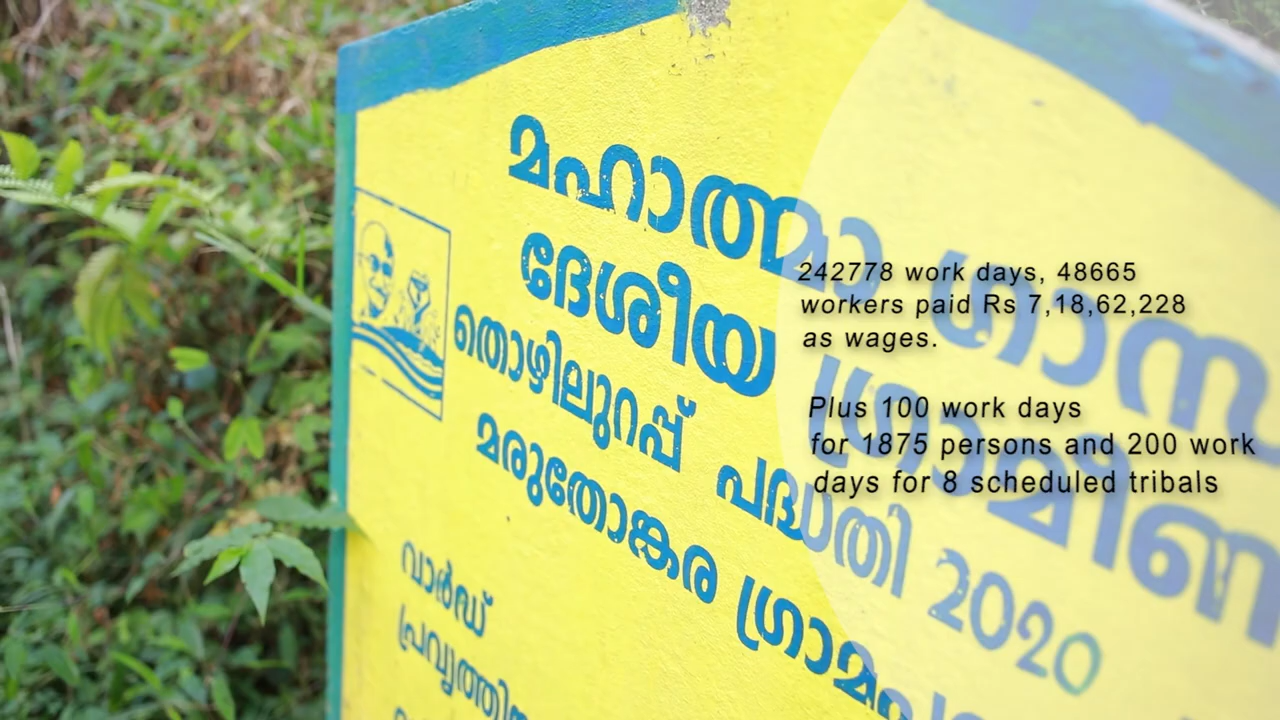 മഹാത്മാ ഗാന്ധി
ദേശീയ ഗ്രാമീണ
തൊഴിലുറപ്പ് പദ്ധതി 2020
മരുതോങ്കര ഗ്രാമ
വാർഡ്
പ്രവൃത്തി
242778 work days, 48665
workers paid Rs 7,18,62,228
as wages.
Plus 100 work days
for 1875 persons and 200 work
days for 8 scheduled tribals